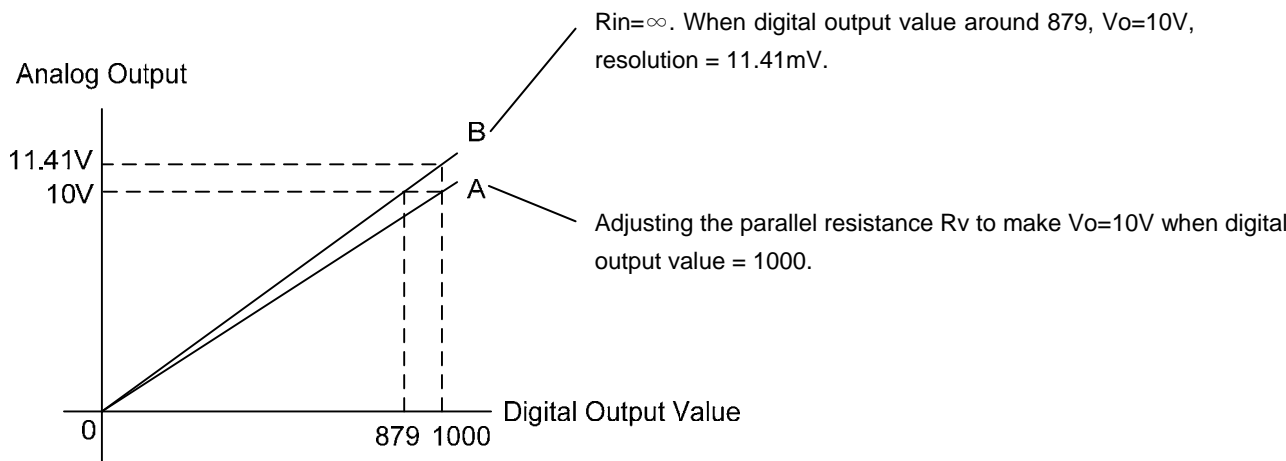 Rin=∞. When digital output value around 879, Vo=10V,
resolution = 11.41mV.
Analog Output
B
11.41V
10V
A
Adjusting the parallel resistance Rv to make Vo=10V when digital
output value = 1000.
Digital Output Value
0
879 1000